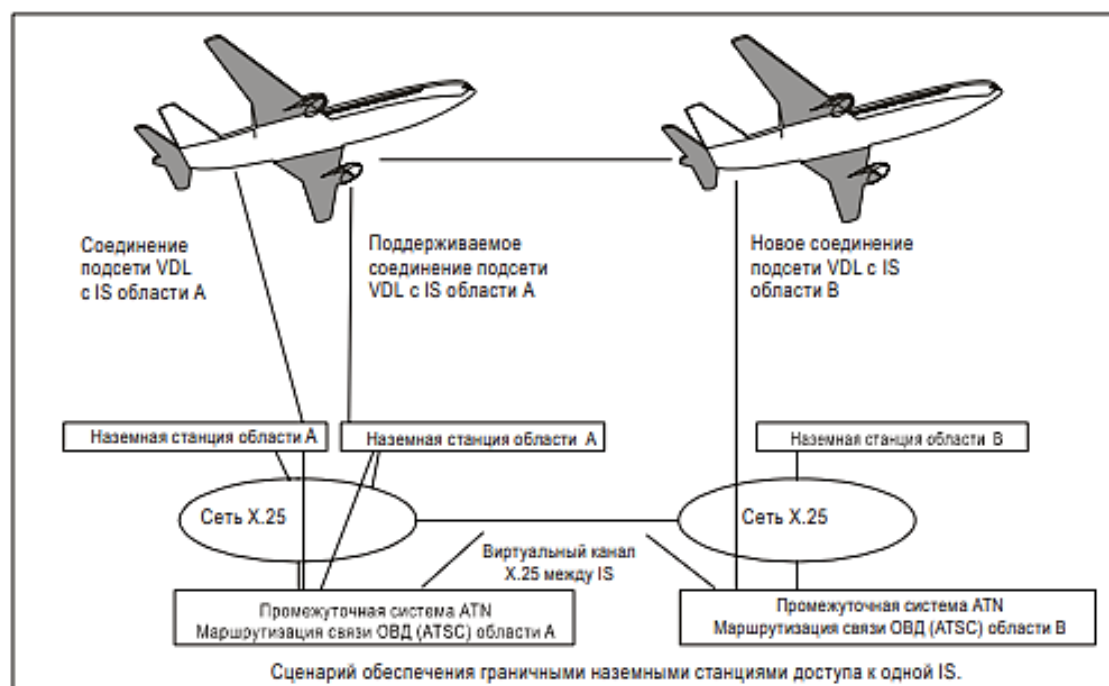 Соединение
подсети VDL
с IS области А
Поддерживаемое
соединение подсети
VDL с IS области А
Новое соединение
подсети VDL с IS
области В
Наземная станция области А
Наземная станция области А
Наземная станция области В
Сеть X.25
Сеть X.25
Виртуальный канал
X.25 между IS
Промежуточная система ATN
Маршрутизация связи ОВД (ATSC) области А
Промежуточная система ATN
Маршрутизация связи ОВД (ATSC) области В
Сценарий обеспечения граничными наземными станциями доступа к одной IS.